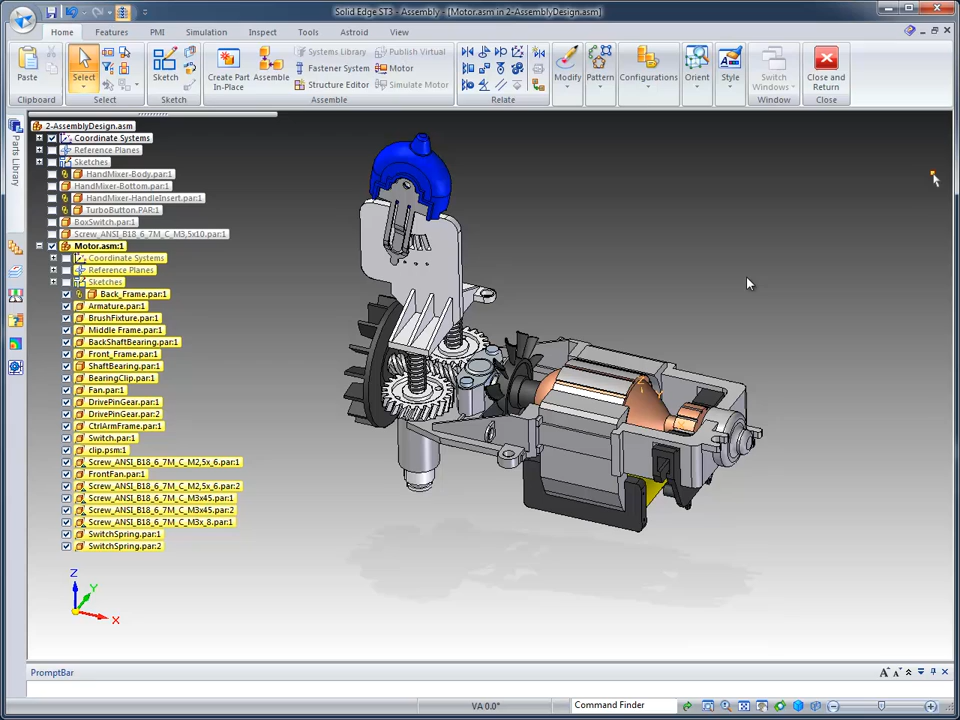 Solid Edge ST3 - Assembly - [Motor.asm in 2-AssemblyDesign.asm]
Home Features PMI Simulation Inspect Tools Asteroid View
Paste
Clipboard
Select
Select
Sketch
Sketch
Create Part In-Place
Assemble
Systems Library
Fastener System
Structure Editor
Publish Virtual
Motor
Simulate Motor
Assembly
Relate
Modify
Pattern
Configurations
Orient
Style
Switch Windows
Window
Close and Return
Close
Parts Library
2-AssemblyDesign.asm
Coordinate Systems
Reference Planes
Sketches
HandMixer-Body.par:1
HandMixer-Bottom.par:1
HandMixer-HandleInsert.par:1
TurboButton.PAR:1
BoxSwitch.par:1
Screw_ANSI_B18_6_7M_C_M3,5x10.par:1
Motor.asm:1
Coordinate Systems
Reference Planes
Sketches
Back_Frame.par:1
Armature.par:1
BrushFixture.par:1
Middle Frame.par:1
BackShaftBearing.par:1
Front_Frame.par:1
ShaftBearing.par:1
BearingClip.par:1
Fan.par:1
DrivePinGear.par:1
DrivePinGear.par:2
CtrlArmFrame.par:1
Switch.par:1
clip.psm:1
Screw_ANSI_B18_6_7M_C_M2,5x_6.par:1
FrontFan.par:1
Screw_ANSI_B18_6_7M_C_M2,5x_6.par:2
Screw_ANSI_B18_6_7M_C_M3x45.par:1
Screw_ANSI_B18_6_7M_C_M3x45.par:2
Screw_ANSI_B18_6_7M_C_M3x_8.par:1
SwitchSpring.par:1
SwitchSpring.par:2
Z
Y
X
PromptBar
VA 0.0°
Command Finder